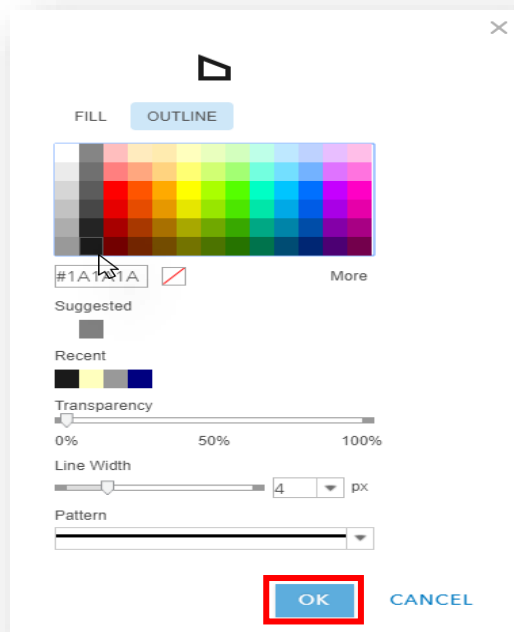 FILL OUTLINE
#1A1A1A More
Suggested
Recent
Transparency
0% 50% 100%
Line Width
4 px
Pattern
OK CANCEL